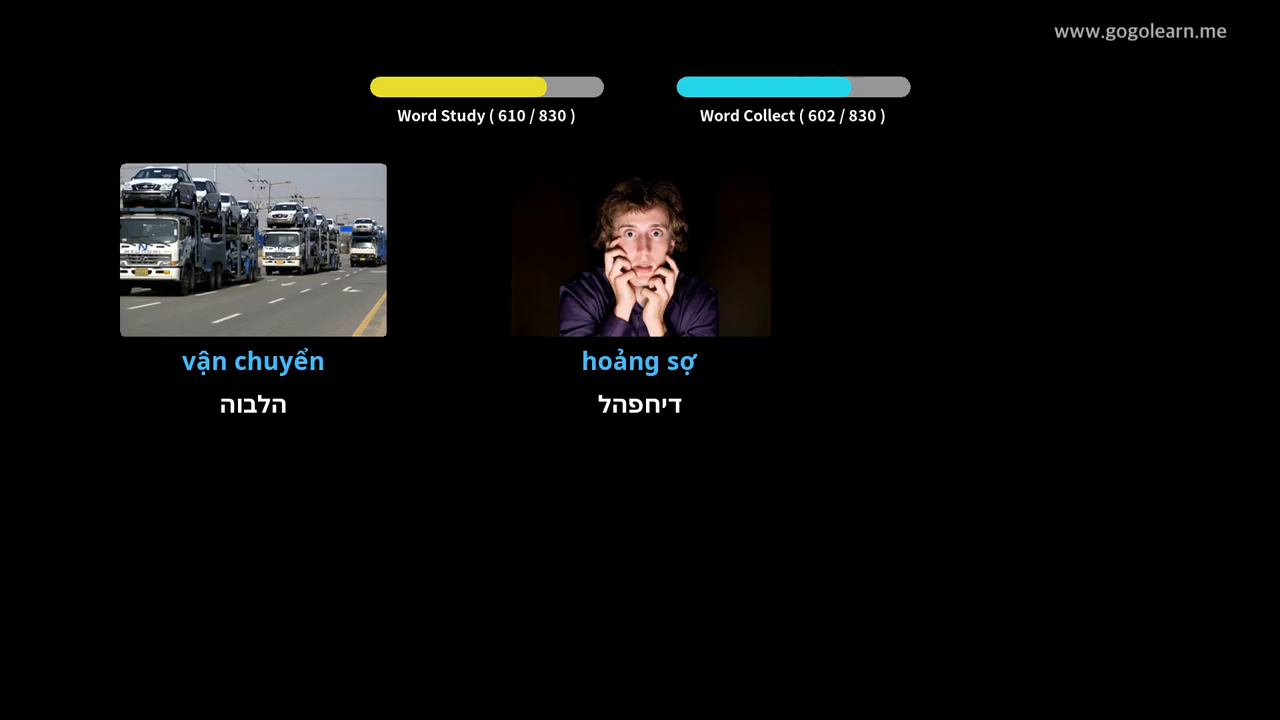 www.gogolearn.me
Word Study ( 610 / 830 )
Word Collect ( 602 / 830 )
vận chuyển
הלבוה
hoảng sợ
דיחפהל